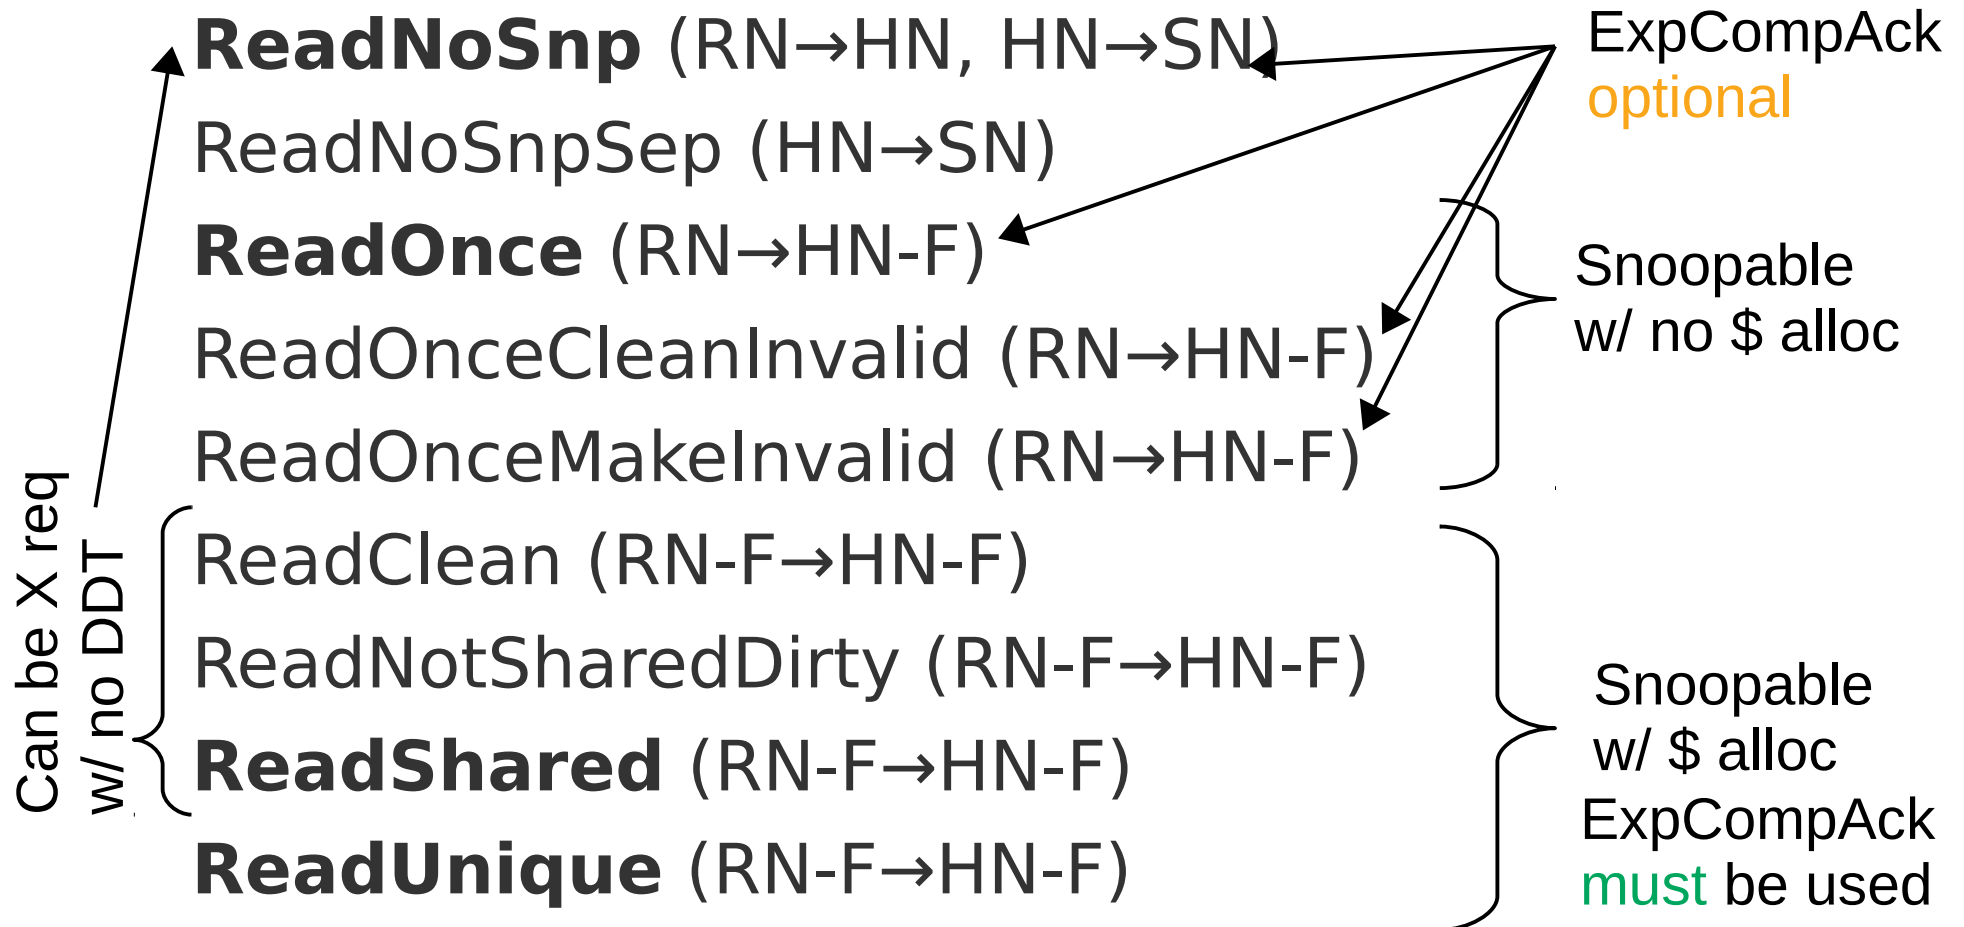 ReadNoSnp (RN→HN, HN→SN)
ReadNoSnpSep (HN→SN)
ReadOnce (RN→HN-F)
ReadOnceCleanInvalid (RN→HN-F)
ReadOnceMakeInvalid (RN→HN-F)
ReadClean (RN-F→HN-F)
ReadNotSharedDirty (RN-F→HN-F)
ReadShared (RN-F→HN-F)
ReadUnique (RN-F→HN-F)
ExpCompAck
optional
Snoopable
w/ no $ alloc
Snoopable
w/ $ alloc
ExpCompAck
must be used
Can be X req
w/ no DDT